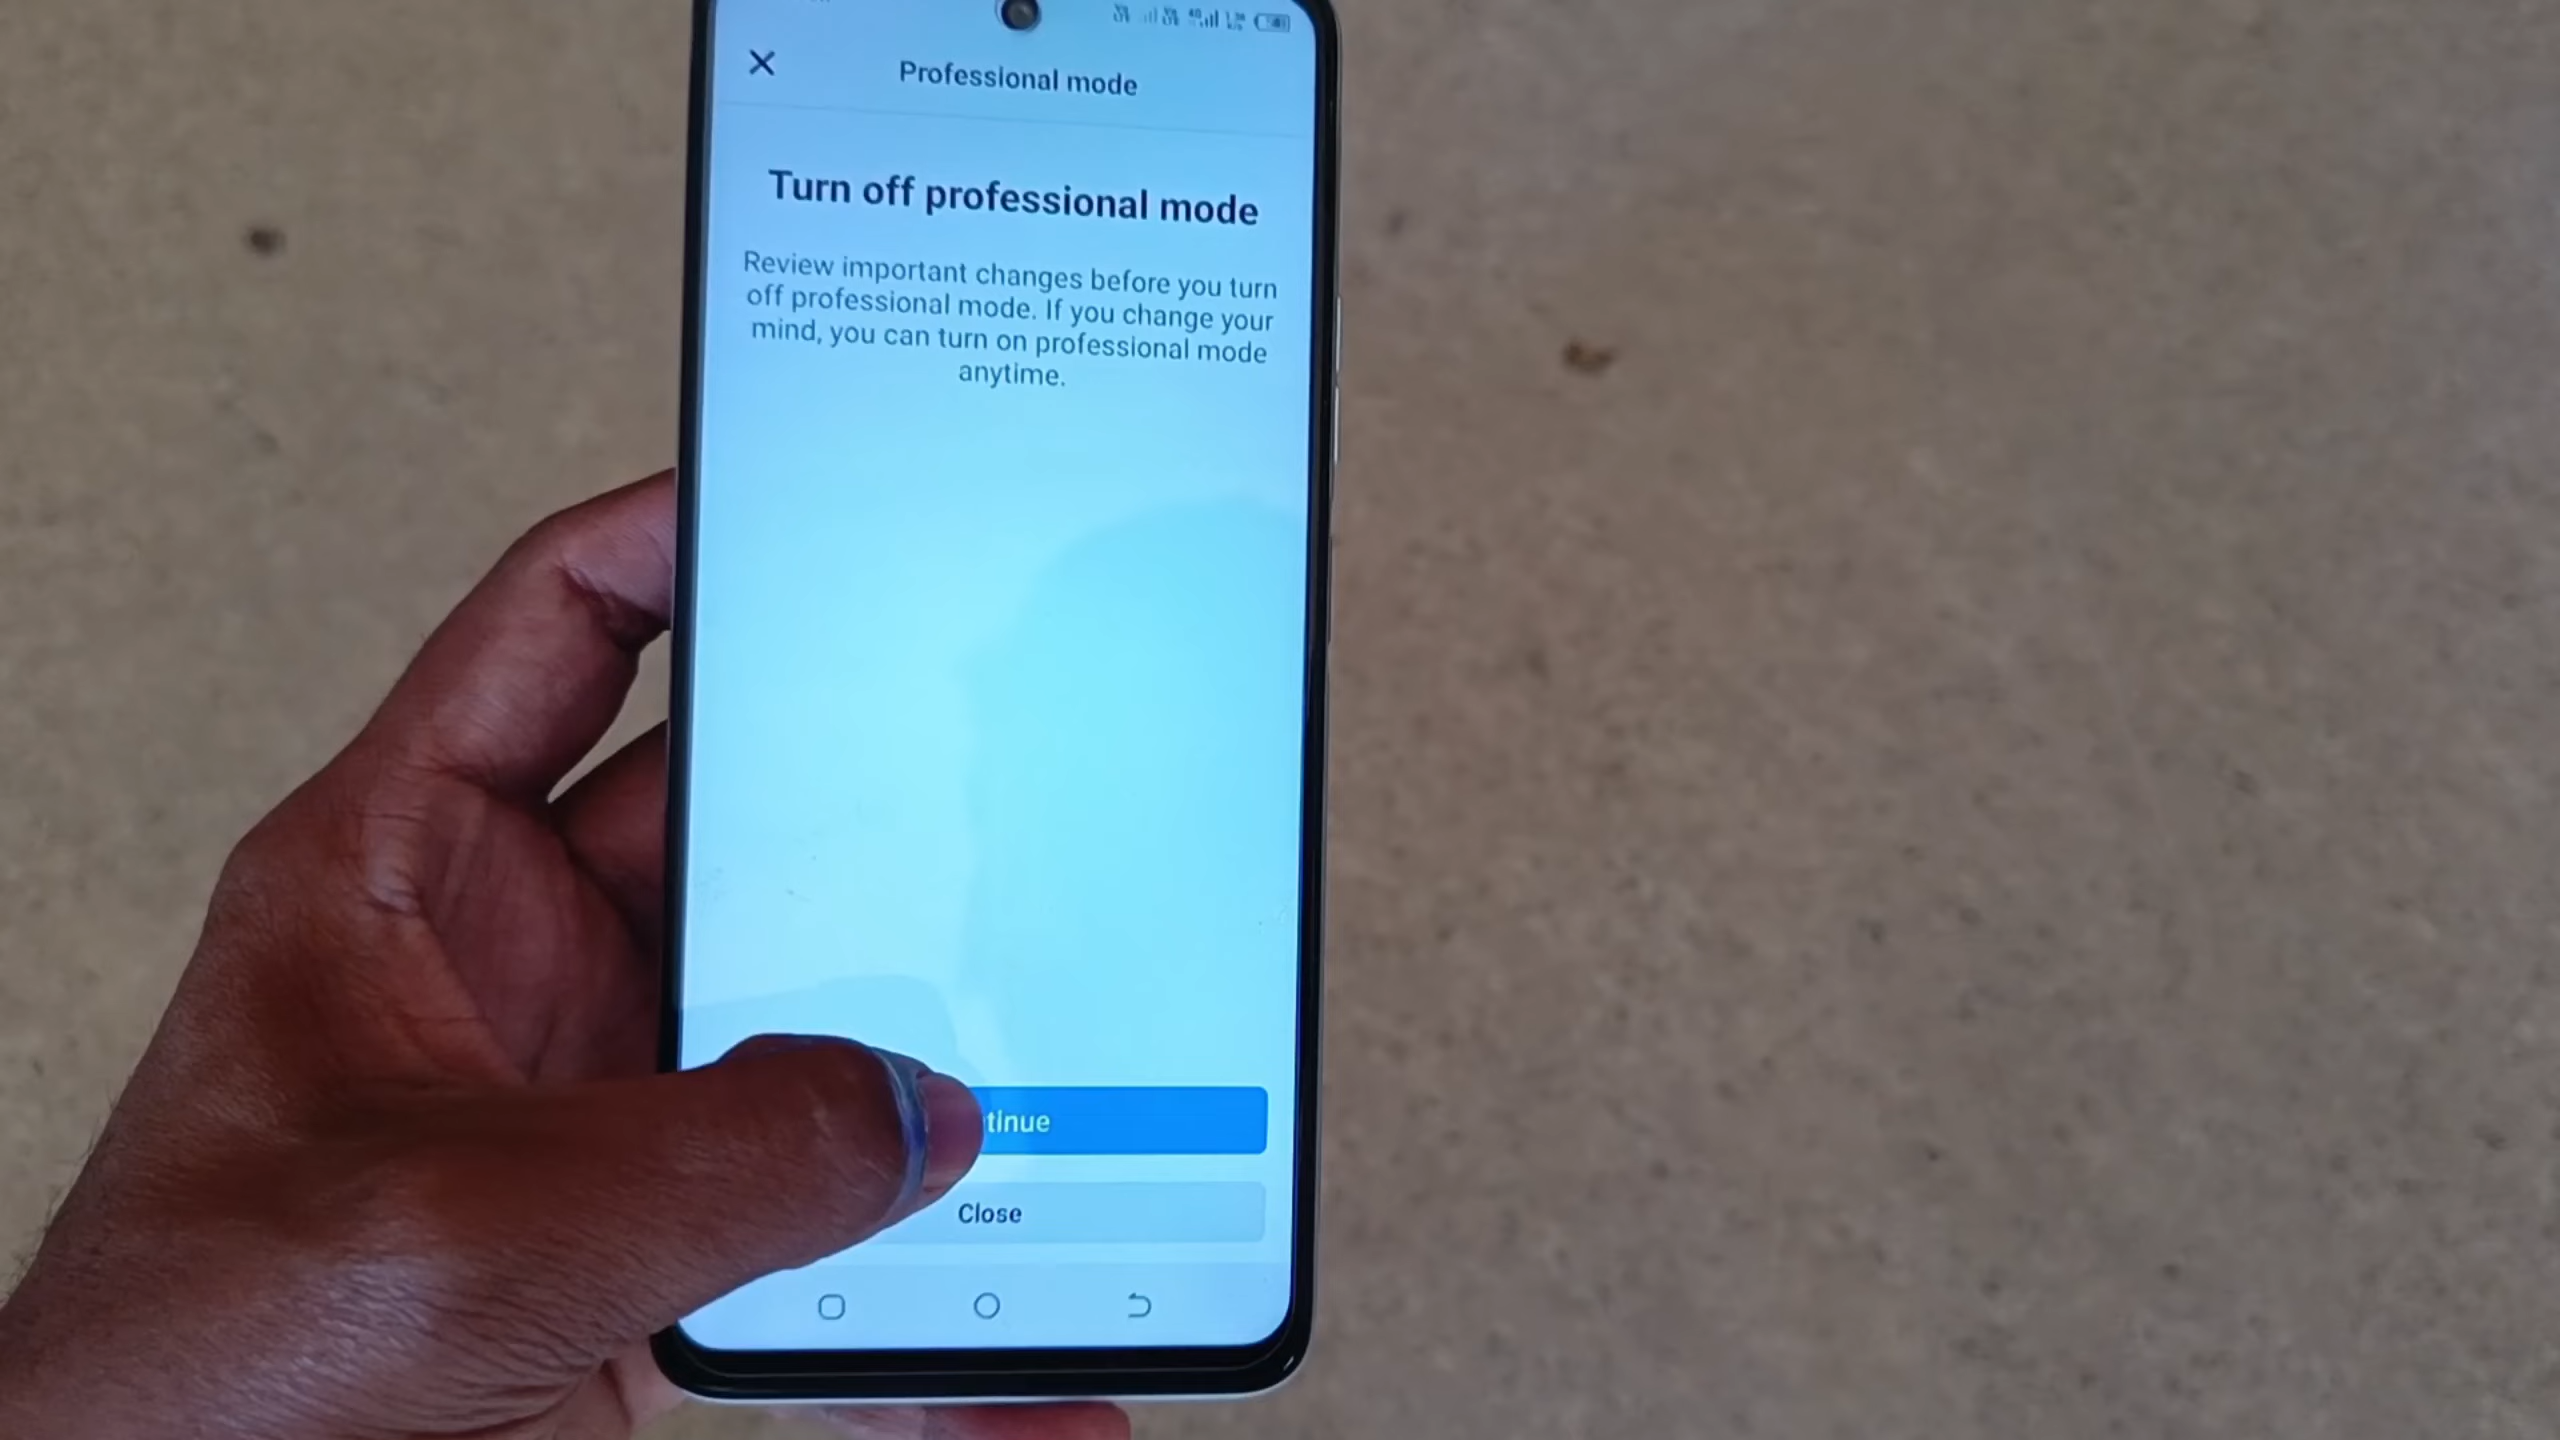 Professional mode
Turn off professional mode
Review important changes before you turn
off professional mode. If you change your
mind, you can turn on professional mode
anytime.
tinue
Close